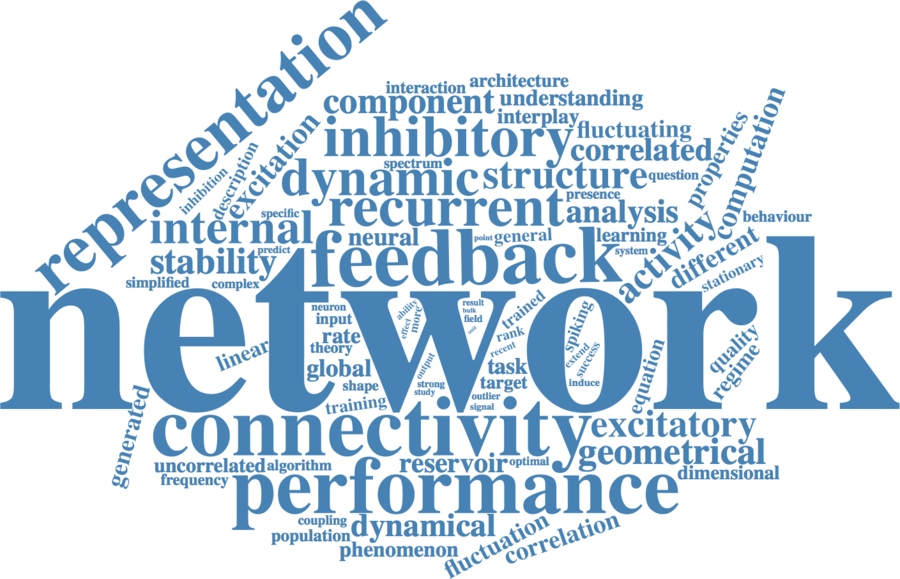 representation
interaction
architecture
component
understanding
interplay
inhibitory
fluctuating
correlated
properties
computation
inhibition
description
excitation
spectrum
dynamic
structure
question
presence
specific
recurrent
analysis
behaviour
internal
predict
neural
point
general
learning
system
activity
different
stationary
stability
feedback
simplified
complex
network
neuron
input
rate
theory
linear
global
shape
ability
effect
more
result
bulk
field
unit
trained
rank
recent
spiking
extend
success
induce
output
strong
study
task
target
outlier
signal
equation
quality
regime
generated
training
connectivity
excitatory
geometrical
uncorrelated
algorithm
reservoir
optimal
dimensional
frequency
performance
coupling
dynamical
population
phenomenon
fluctuation
correlation